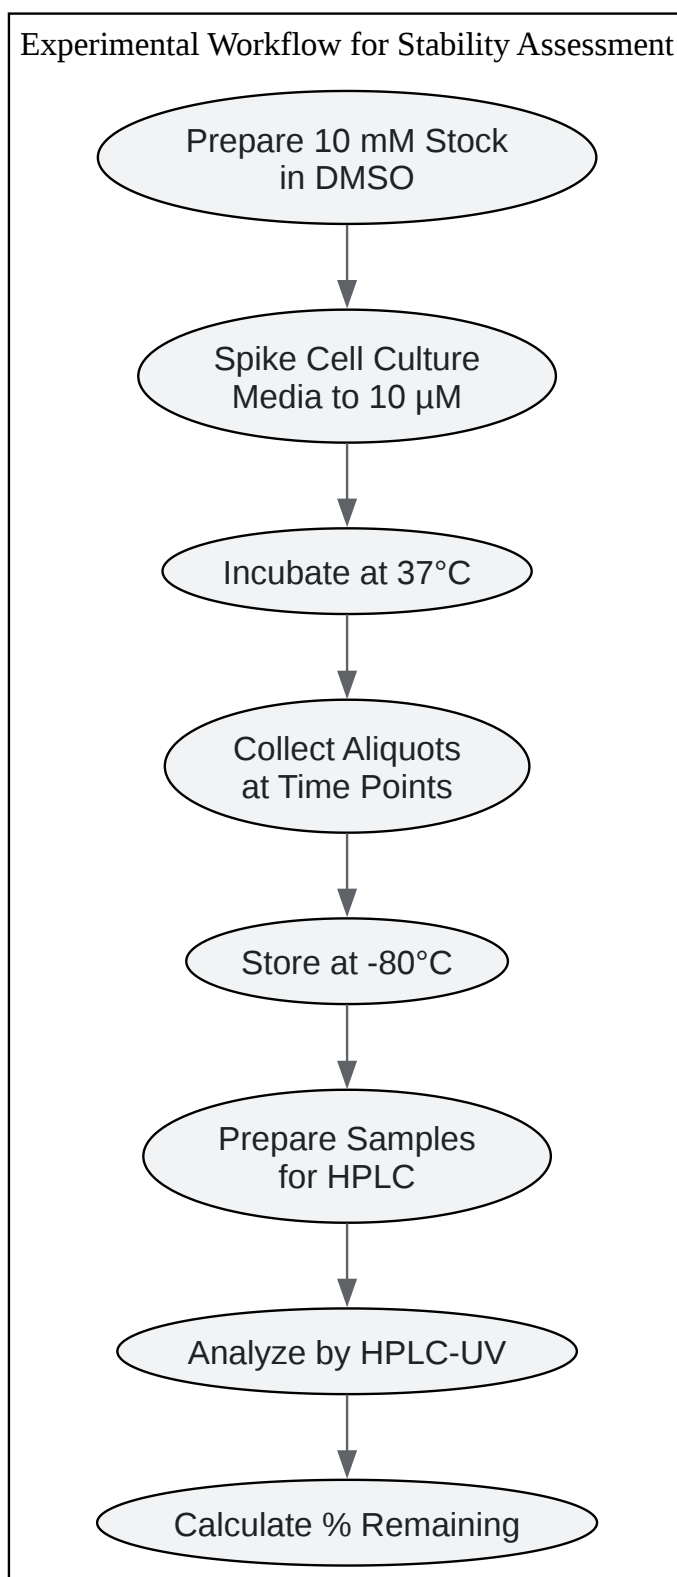 Experimental Workflow for Stability Assessment
Prepare 10 mM Stock
in DMSO
Spike Cell Culture
Media to 10 µM
Incubate at 37°C
Collect Aliquots
at Time Points
Store at -80°C
Prepare Samples
for HPLC
Analyze by HPLC-UV
Calculate % Remaining